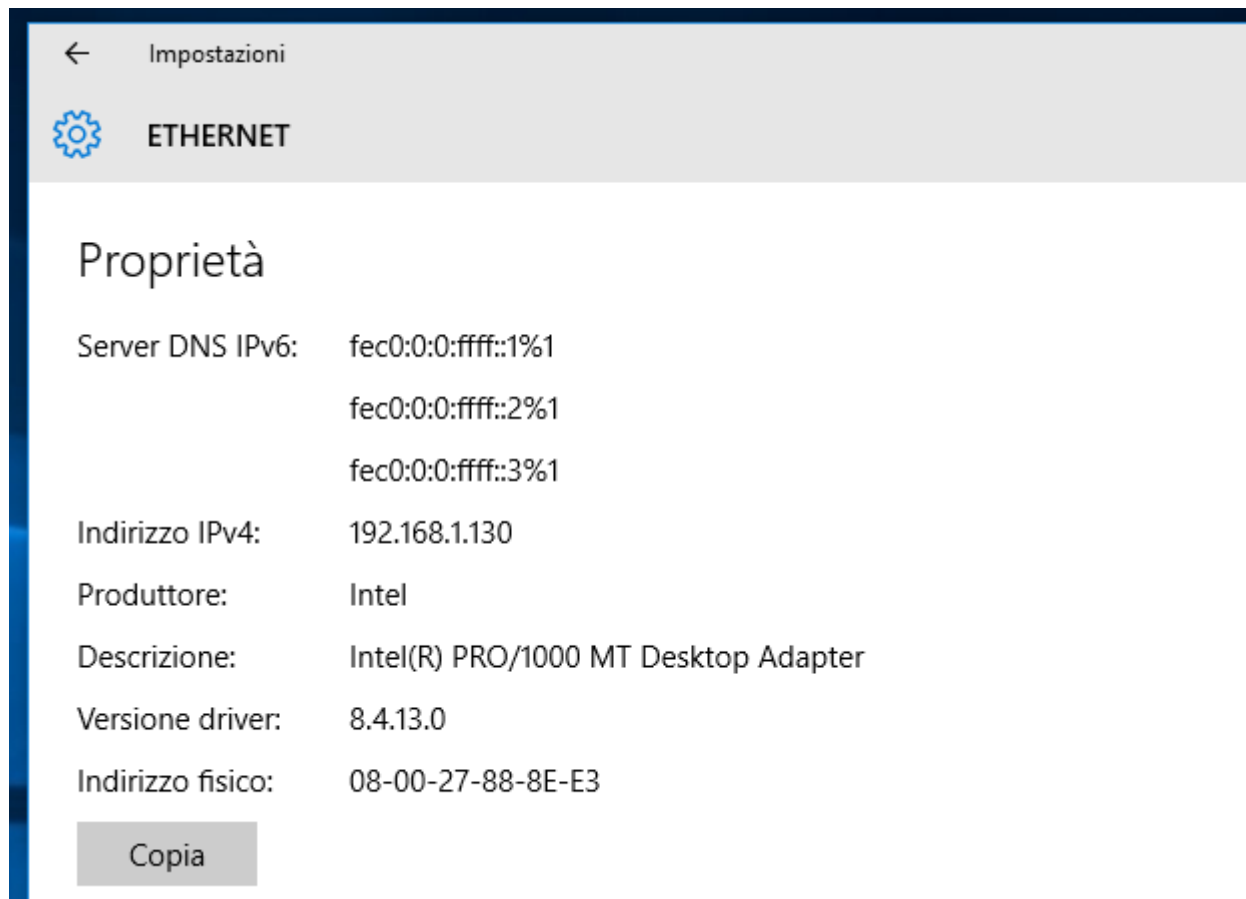 Impostazioni
ETHERNET
Proprietà
Server DNS IPv6: fec0:0:0:ffff::1%1
fec0:0:0:ffff::2%1
fec0:0:0:ffff::3%1
Indirizzo IPv4: 192.168.1.130
Produttore: Intel
Descrizione: Intel(R) PRO/1000 MT Desktop Adapter
Versione driver: 8.4.13.0
Indirizzo fisico: 08-00-27-88-8E-E3
Copia